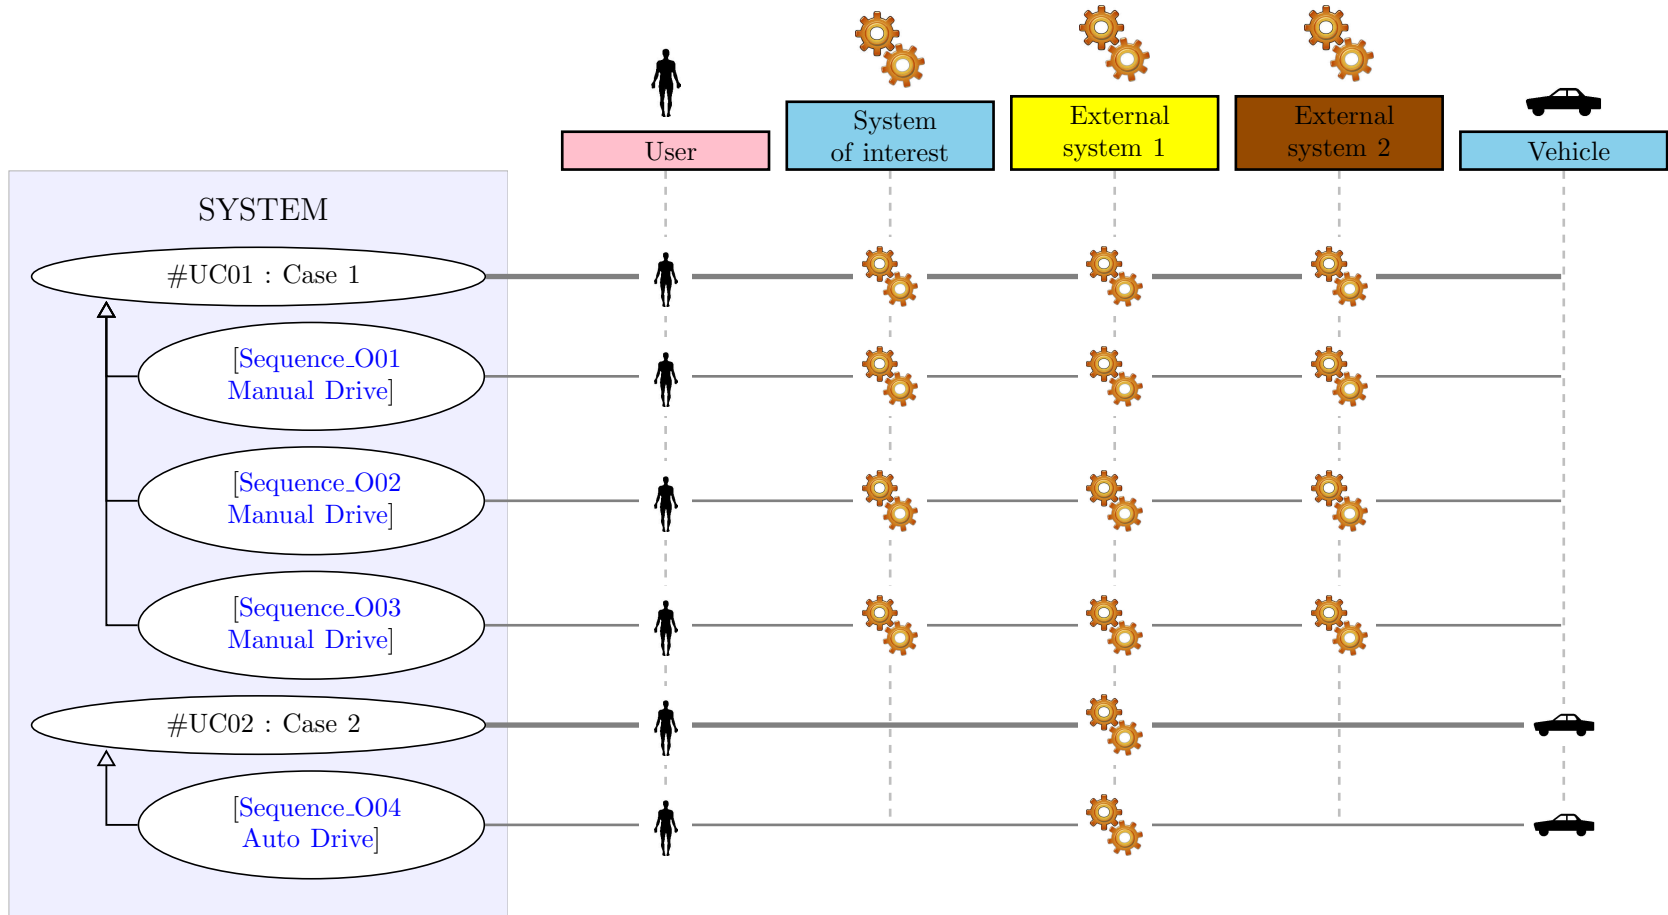 User
System
of interest
External
system 1
External
system 2
Vehicle
SYSTEM
#UC01 : Case 1
[Sequence_O01
Manual Drive]
[Sequence_O02
Manual Drive]
[Sequence_O03
Manual Drive]
#UC02 : Case 2
[Sequence_O04
Auto Drive]